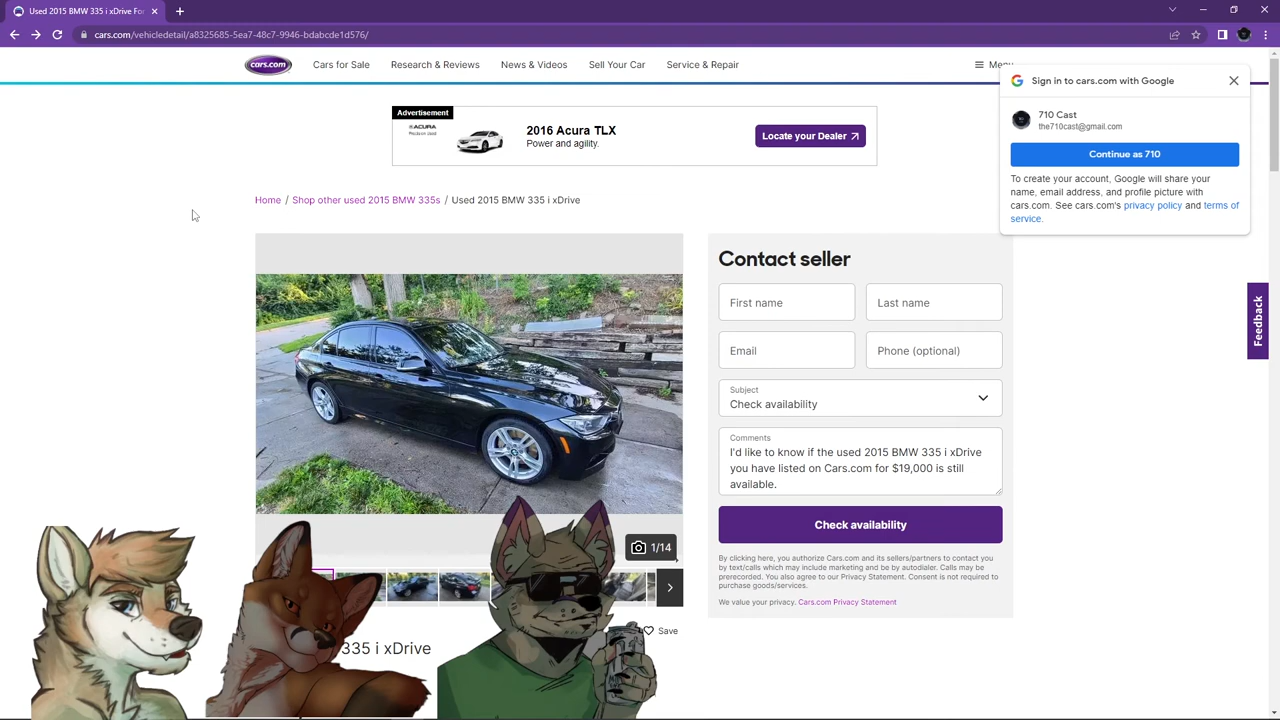 Used 2015 BMW 335 i xDrive For
cars.com/vehicledetail/a8325685-5ea7-48c7-9946-bdabcde1d576/
cars.com
Cars for Sale
Research & Reviews
News & Videos
Sell Your Car
Service & Repair
Menu
Sign in to cars.com with Google
710 Cast
the710cast@gmail.com
Continue as 710
To create your account, Google will share your
name, email address, and profile picture with
cars.com. See cars.com's privacy policy and terms of
service.
Advertisement
ACURA
2016 Acura TLX
Power and agility.
Locate your Dealer
Home / Shop other used 2015 BMW 335s / Used 2015 BMW 335 i xDrive
Contact seller
First name
Last name
Email
Phone (optional)
Subject
Check availability
Comments
I'd like to know if the used 2015 BMW 335 i xDrive
you have listed on Cars.com for $19,000 is still
available.
Check availability
By clicking here, you authorize Cars.com and its sellers/partners to contact you
by text/calls which may include marketing and be by autodialer. Calls may be
prerecorded. You also agree to our Privacy Statement. Consent is not required to
purchase goods/services.
We value your privacy. Cars.com Privacy Statement
Feedback
1/14
Save
335 i xDrive